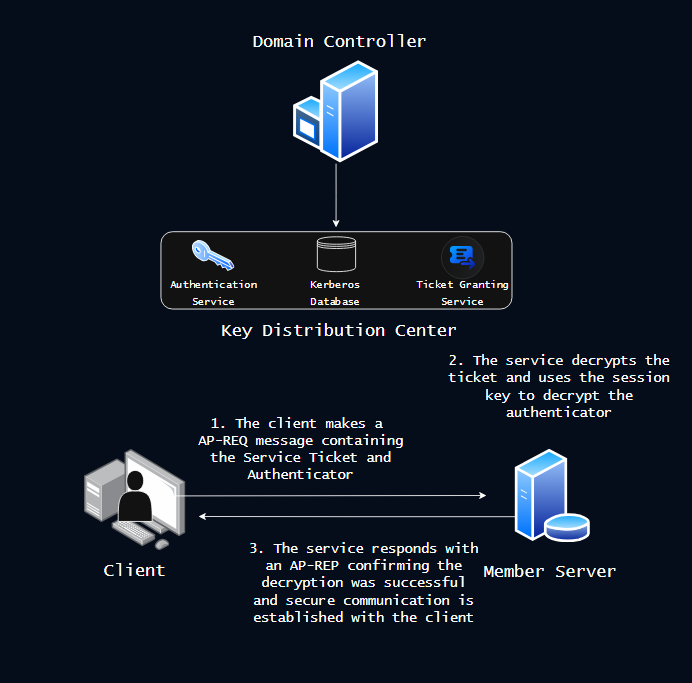 Domain Controller
Authentication
Service
Kerberos
Database
Ticket Granting
Service
Key Distribution Center
2. The service decrypts the
ticket and uses the session
key to decrypt the
authenticator
1. The client makes a
AP-REQ message containing
the Service Ticket and
Authenticator
Client
Member Server
3. The service responds with
an AP-REP confirming the
decryption was successful
and secure communication is
established with the client